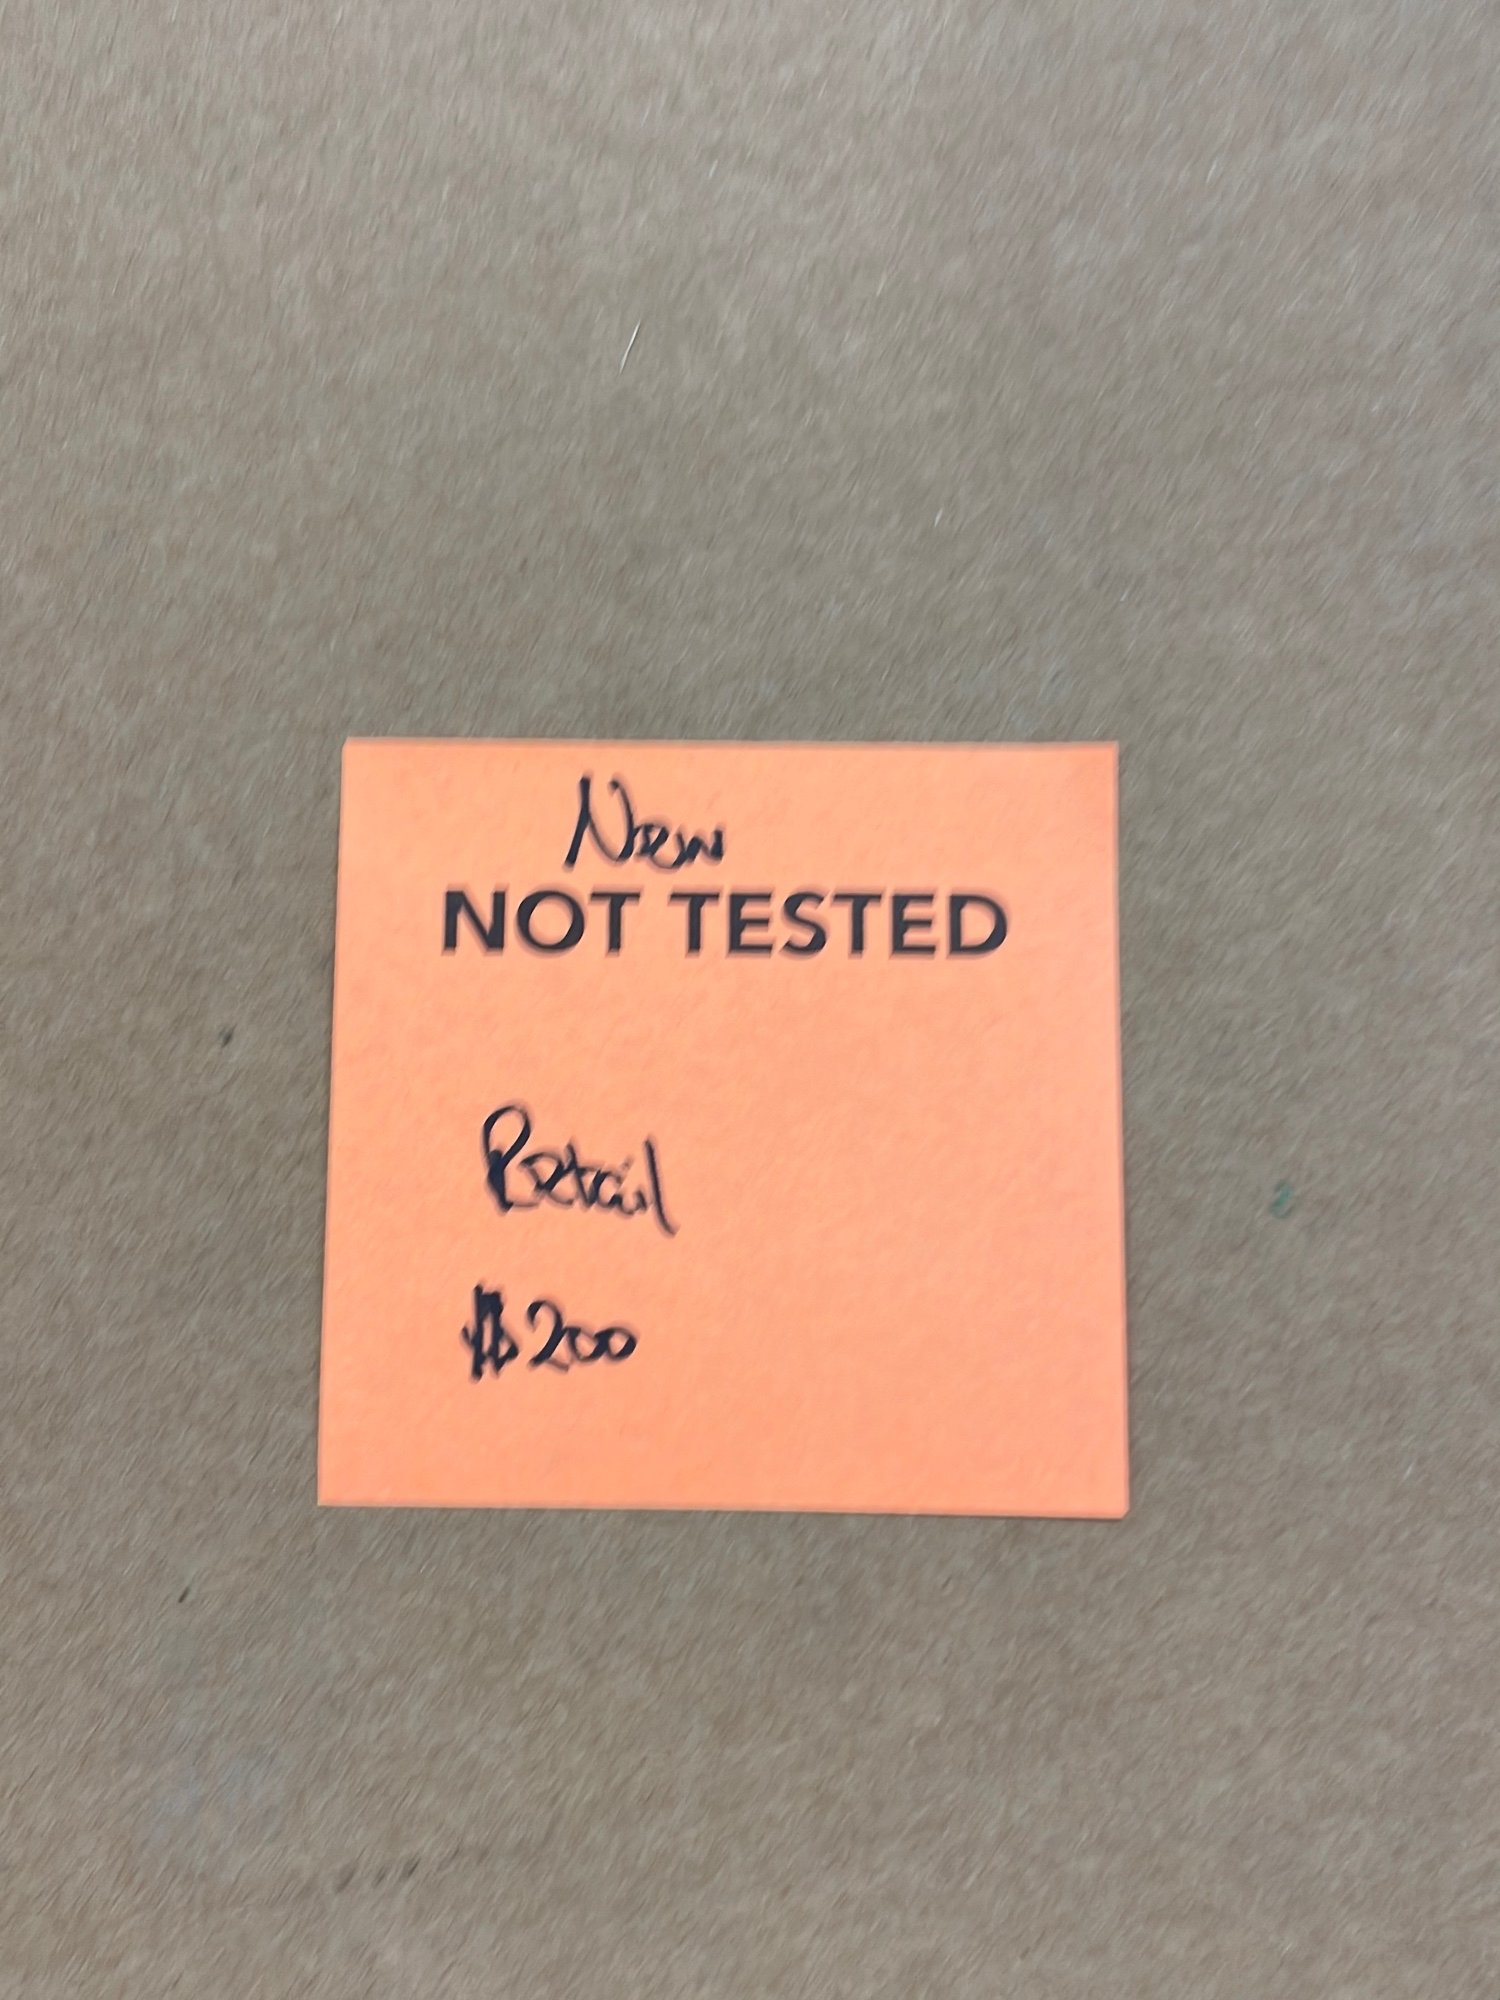 New
NOT TESTED
Retail
$200